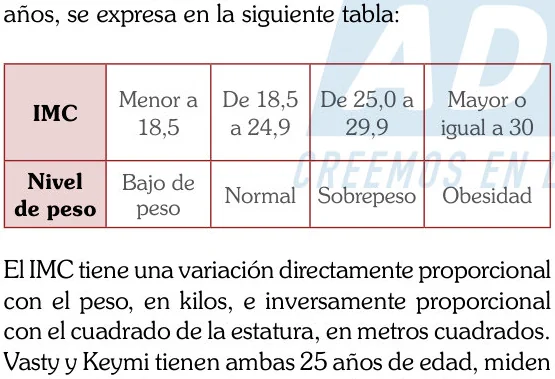 años, se expresa en la siguiente tabla:
IMC
Menor a
18,5
De 18,5
a 24,9
De 25,0 a
29,9
Mayor o
igual a 30
Nivel
de peso
Bajo de
peso
Normal
Sobrepeso
Obesidad
AD
CREEMOS EN L
El IMC tiene una variación directamente proporcional
con el peso, en kilos, e inversamente proporcional
con el cuadrado de la estatura, en metros cuadrados.
Vasty y Keymi tienen ambas 25 años de edad, miden